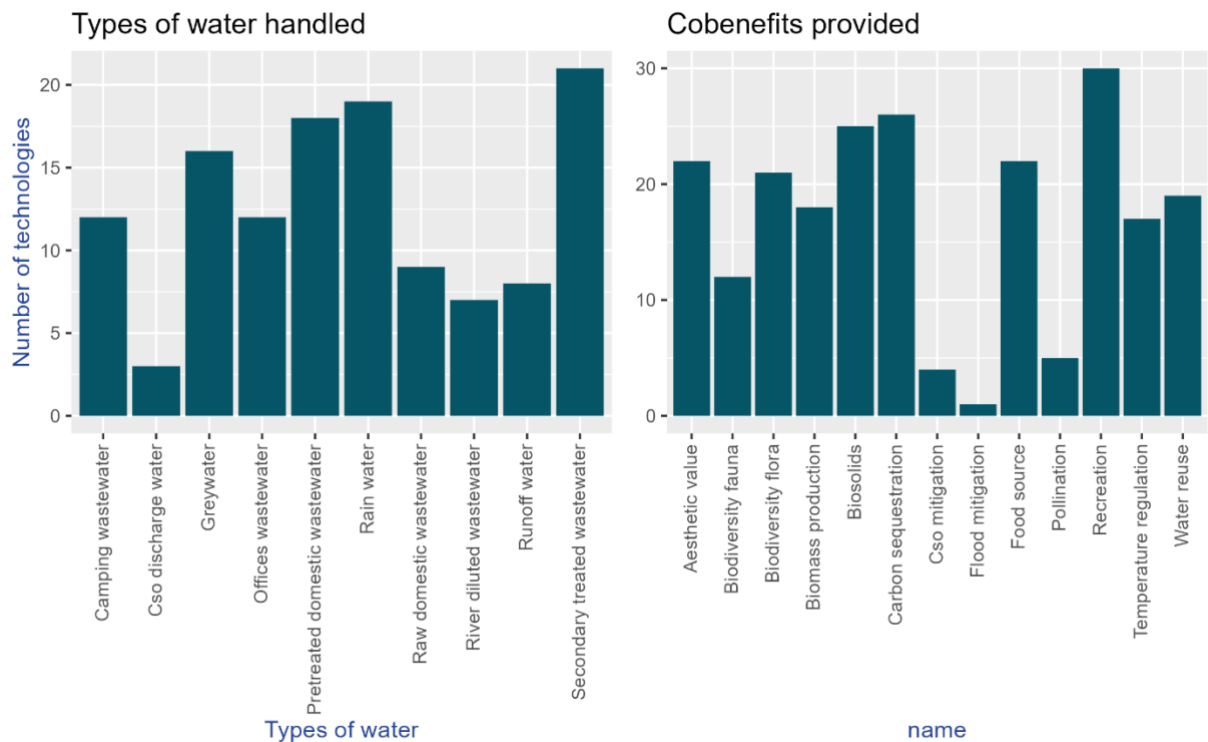 Types of water handled
Number of technologies
20
15
10
5
0
Camping wastewater
Cso discharge water
Greywater
Offices wastewater
Pretreated domestic wastewater
Rain water
Raw domestic wastewater
River diluted wastewater
Runoff water
Secondary treated wastewater
Types of water
Cobenefits provided
30
20
10
0
Aesthetic value
Biodiversity fauna
Biodiversity flora
Biomass production
Biosolids
Carbon sequestration
Cso mitigation
Flood mitigation
Food source
Pollination
Recreation
Temperature regulation
Water reuse
name